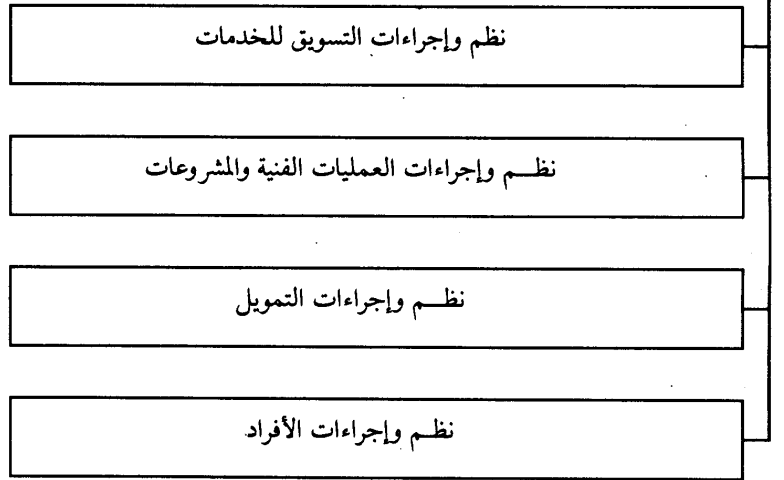 نظم وإجراءات التسويق للخدمات
نظم وإجراءات العمليات الفنية والمشروعات
نظم وإجراءات التمويل
نظم وإجراءات الأفراد